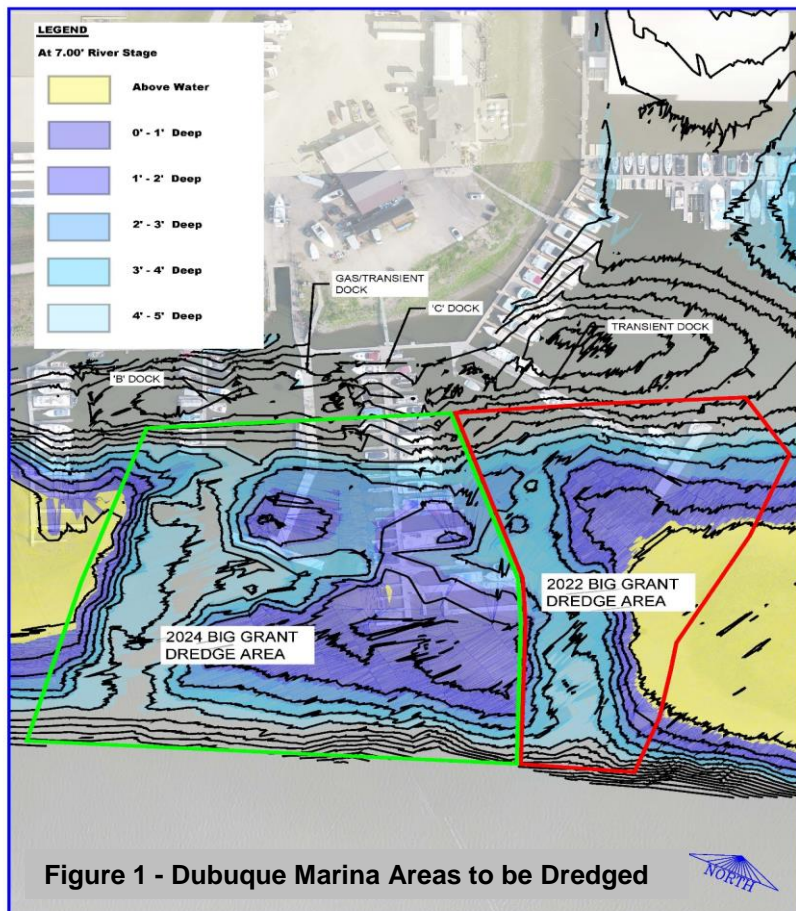 LEGEND
At 7.00' River Stage
Above Water
0' - 1' Deep
1' - 2' Deep
2' - 3' Deep
3' - 4' Deep
4' - 5' Deep
GAS/TRANSIENT
DOCK
'C' DOCK
TRANSIENT DOCK
'B' DOCK
2022 BIG GRANT
DREDGE AREA
2024 BIG GRANT
DREDGE AREA
Figure 1 - Dubuque Marina Areas to be Dredged
NORTH